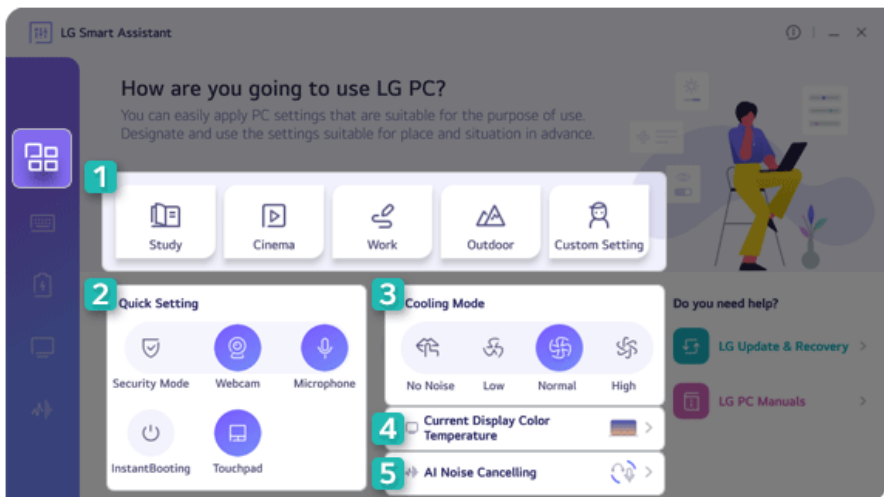 LG Smart Assistant
How are you going to use LG PC?
You can easily apply PC settings that are suitable for the purpose of use.
Designate and use the settings suitable for place and situation in advance.
1
Study
Cinema
Work
Outdoor
Custom Setting
2
Quick Setting
Security Mode
Webcam
Microphone
InstantBooting
Touchpad
3
Cooling Mode
No Noise
Low
Normal
High
4
Current Display Color
Temperature
5
AI Noise Cancelling
Do you need help?
LG Update & Recovery
LG PC Manuals